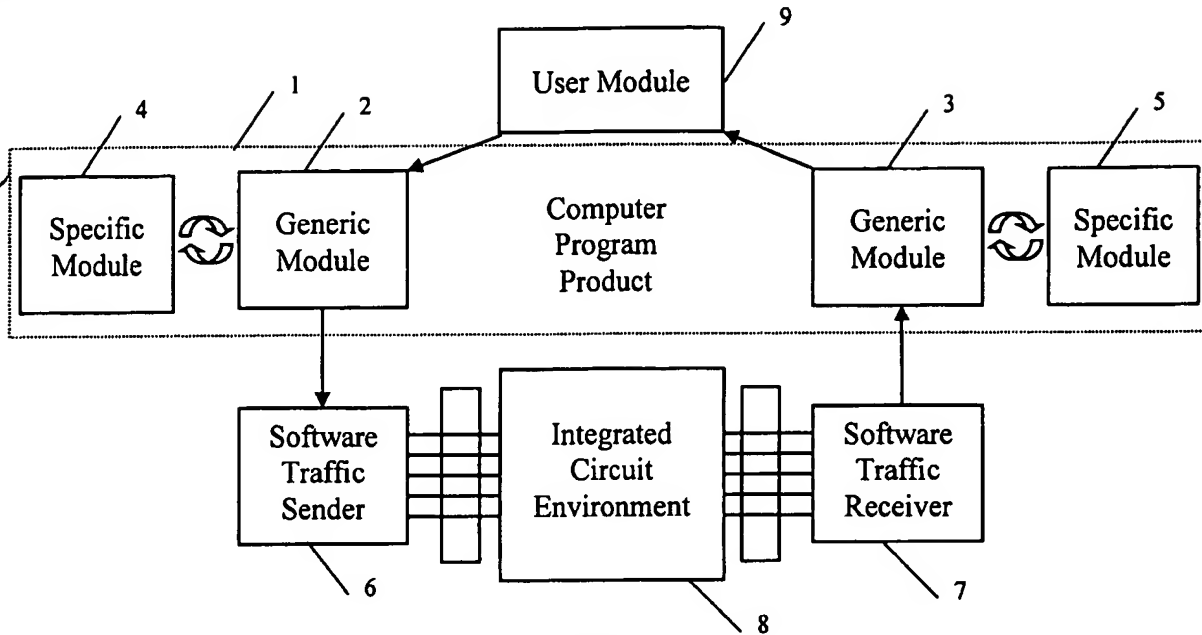 9
User Module
1
4
2
3
5
Specific
Module
Generic
Module
Computer
Program
Product
Generic
Module
Specific
Module
Software
Traffic
Sender
Integrated
Circuit
Environment
Software
Traffic
Receiver
6
8
7